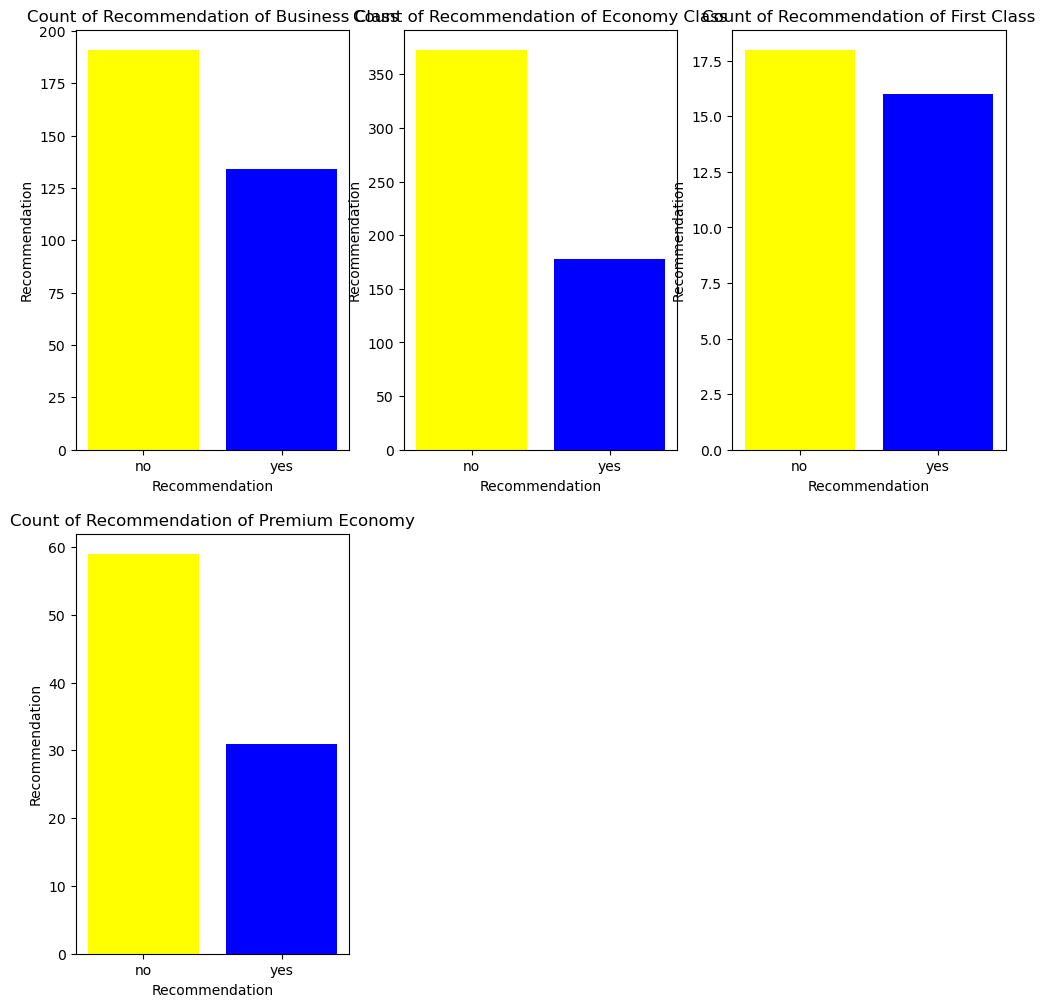 Count of Recommendation of Business Class
Count of Recommendation of Economy Class
Count of Recommendation of First Class
200
175
150
125
100
75
50
25
0
Recommendation
no
yes
Recommendation
350
300
250
200
150
100
50
0
Recommendation
no
yes
Recommendation
17.5
15.0
12.5
10.0
7.5
5.0
2.5
0.0
Recommendation
no
yes
Recommendation
Count of Recommendation of Premium Economy
60
50
40
30
20
10
0
Recommendation
no
yes
Recommendation